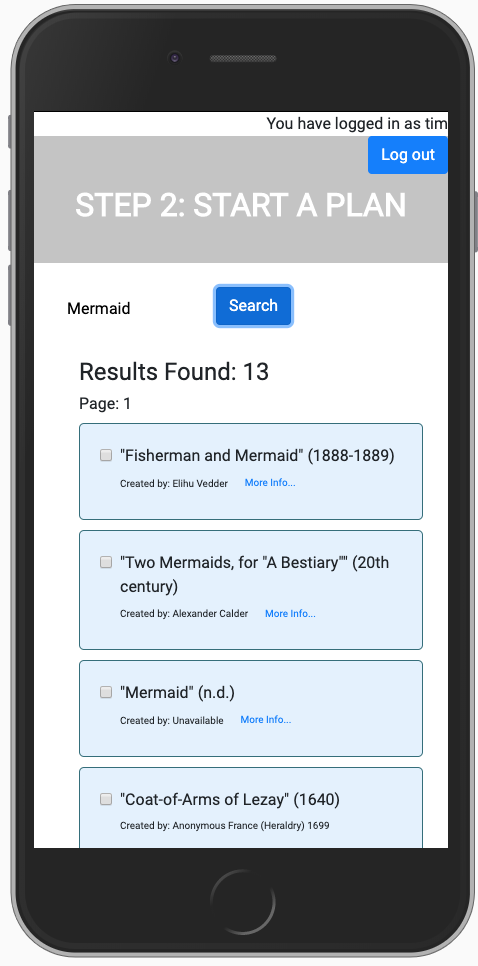 You have logged in as tim
Log out
STEP 2: START A PLAN
Mermaid
Search
Results Found: 13
Page: 1
"Fisherman and Mermaid" (1888-1889)
Created by: Elihu Vedder More Info...
"Two Mermaids, for "A Bestiary"" (20th
century)
Created by: Alexander Calder More Info...
"Mermaid" (n.d.)
Created by: Unavailable More Info...
"Coat-of-Arms of Lezay" (1640)
Created by: Anonymous France (Heraldry) 1699